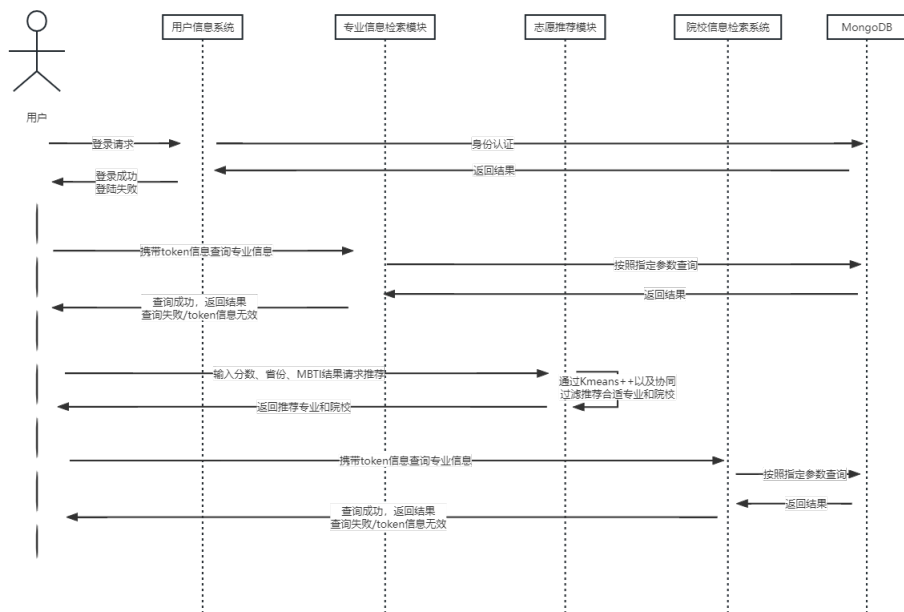 用户信息系统
专业信息检索模块
志愿推荐模块
院校信息检索系统
MongoDB
用户
登录请求
身份认证
返回结果
登录成功
登陆失败
携带token信息查询专业信息
按照指定参数查询
返回结果
查询成功，返回结果
查询失败/token信息无效
输入分数、省份、MBTI结果请求推荐
通过Kmeans++以及协同
过滤推荐合适专业和院校
返回推荐专业和院校
携带token信息查询专业信息
按照指定参数查询
返回结果
查询成功，返回结果
查询失败/token信息无效